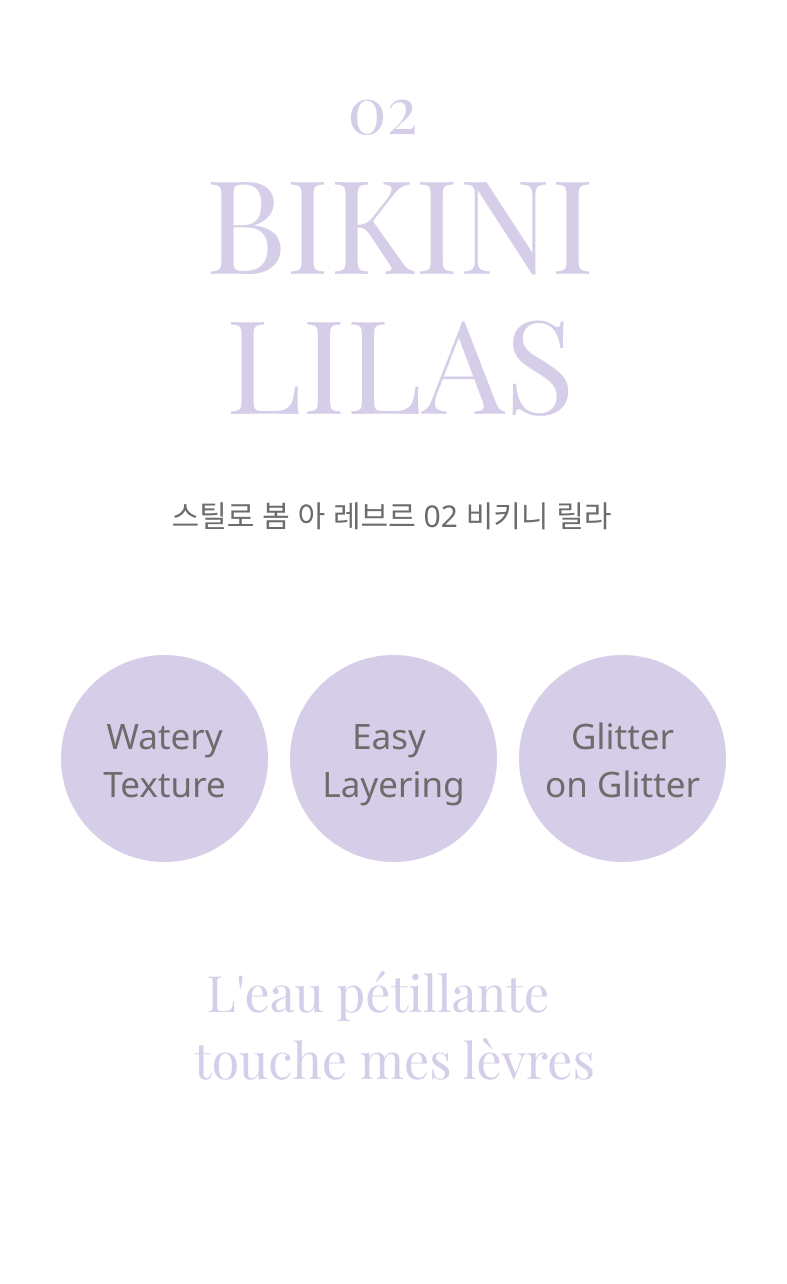 02
BIKINI
LILAS
스틸로 봄 아 레브르 02 비키니 릴라
Watery
Texture
Easy
Layering
Glitter
on Glitter
L'eau pétillante
touche mes lèvres